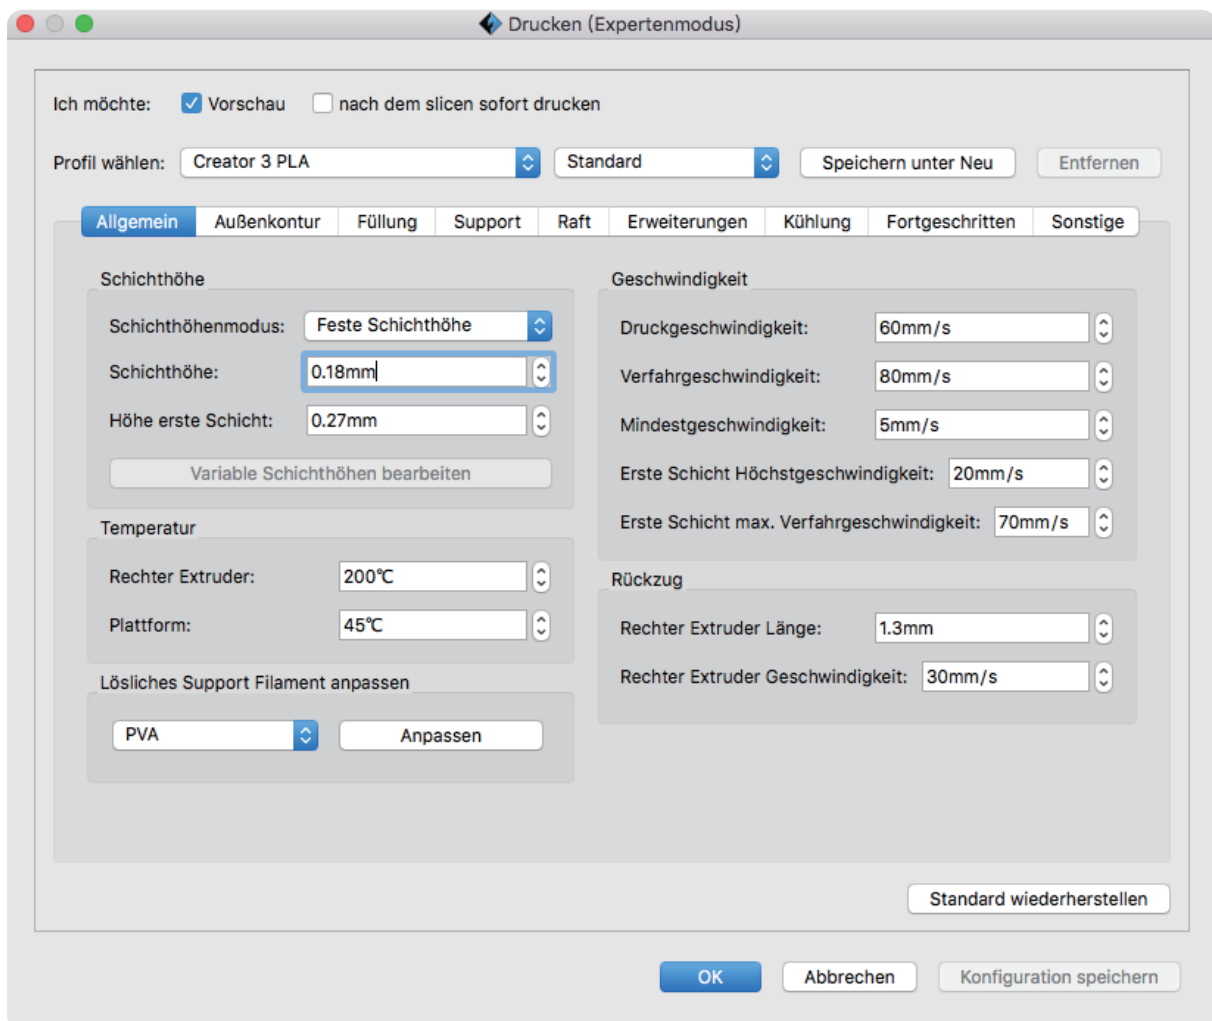 Drucken (Expertenmodus)
Ich möchte: Vorschau nach dem slicen sofort drucken
Profil wählen: Creator 3 PLA Standard Speichern unter Neu Entfernen
Allgemein Außenkontur Füllung Support Raft Erweiterungen Kühlung Fortgeschritten Sonstige
Schichthöhe
Schichthöhenmodus: Feste Schichthöhe
Schichthöhe: 0.18mm
Höhe erste Schicht: 0.27mm
Variable Schichthöhen bearbeiten
Temperatur
Rechter Extruder: 200℃
Plattform: 45℃
Lösliches Support Filament anpassen
PVA Anpassen
Geschwindigkeit
Druckgeschwindigkeit: 60mm/s
Verfahrgeschwindigkeit: 80mm/s
Mindestgeschwindigkeit: 5mm/s
Erste Schicht Höchstgeschwindigkeit: 20mm/s
Erste Schicht max. Verfahrgeschwindigkeit: 70mm/s
Rückzug
Rechter Extruder Länge: 1.3mm
Rechter Extruder Geschwindigkeit: 30mm/s
Standard wiederherstellen
OK Abbrechen Konfiguration speichern